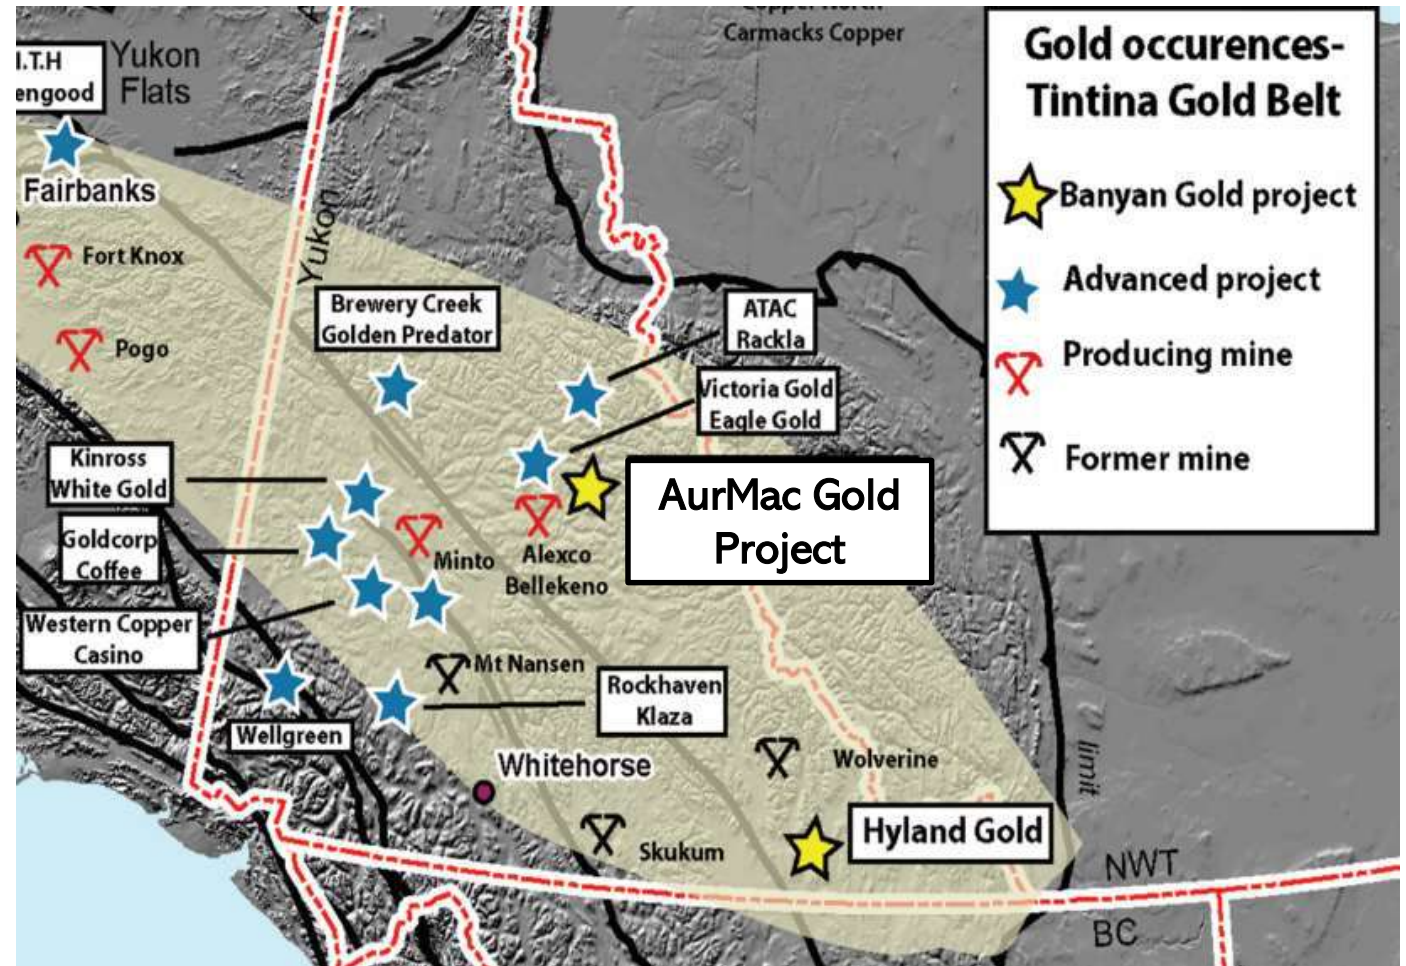 Copper North
Carmacks Copper
I.T.H
engood
Yukon
Flats
Fairbanks
Fort Knox
Pogo
Yukon
Brewery Creek
Golden Predator
ATAC
Rackla
Victoria Gold
Eagle Gold
Kinross
White Gold
Goldcorp
Coffee
Western Copper
Casino
Wellgreen
Minto
Alexco
Bellekeno
AurMac Gold
Project
Mt Nansen
Rockhaven
Klaza
Whitehorse
Wolverine
Skukum
Hyland Gold
limit
NWT
BC
Gold occurences-
Tintina Gold Belt
Banyan Gold project
Advanced project
Producing mine
Former mine